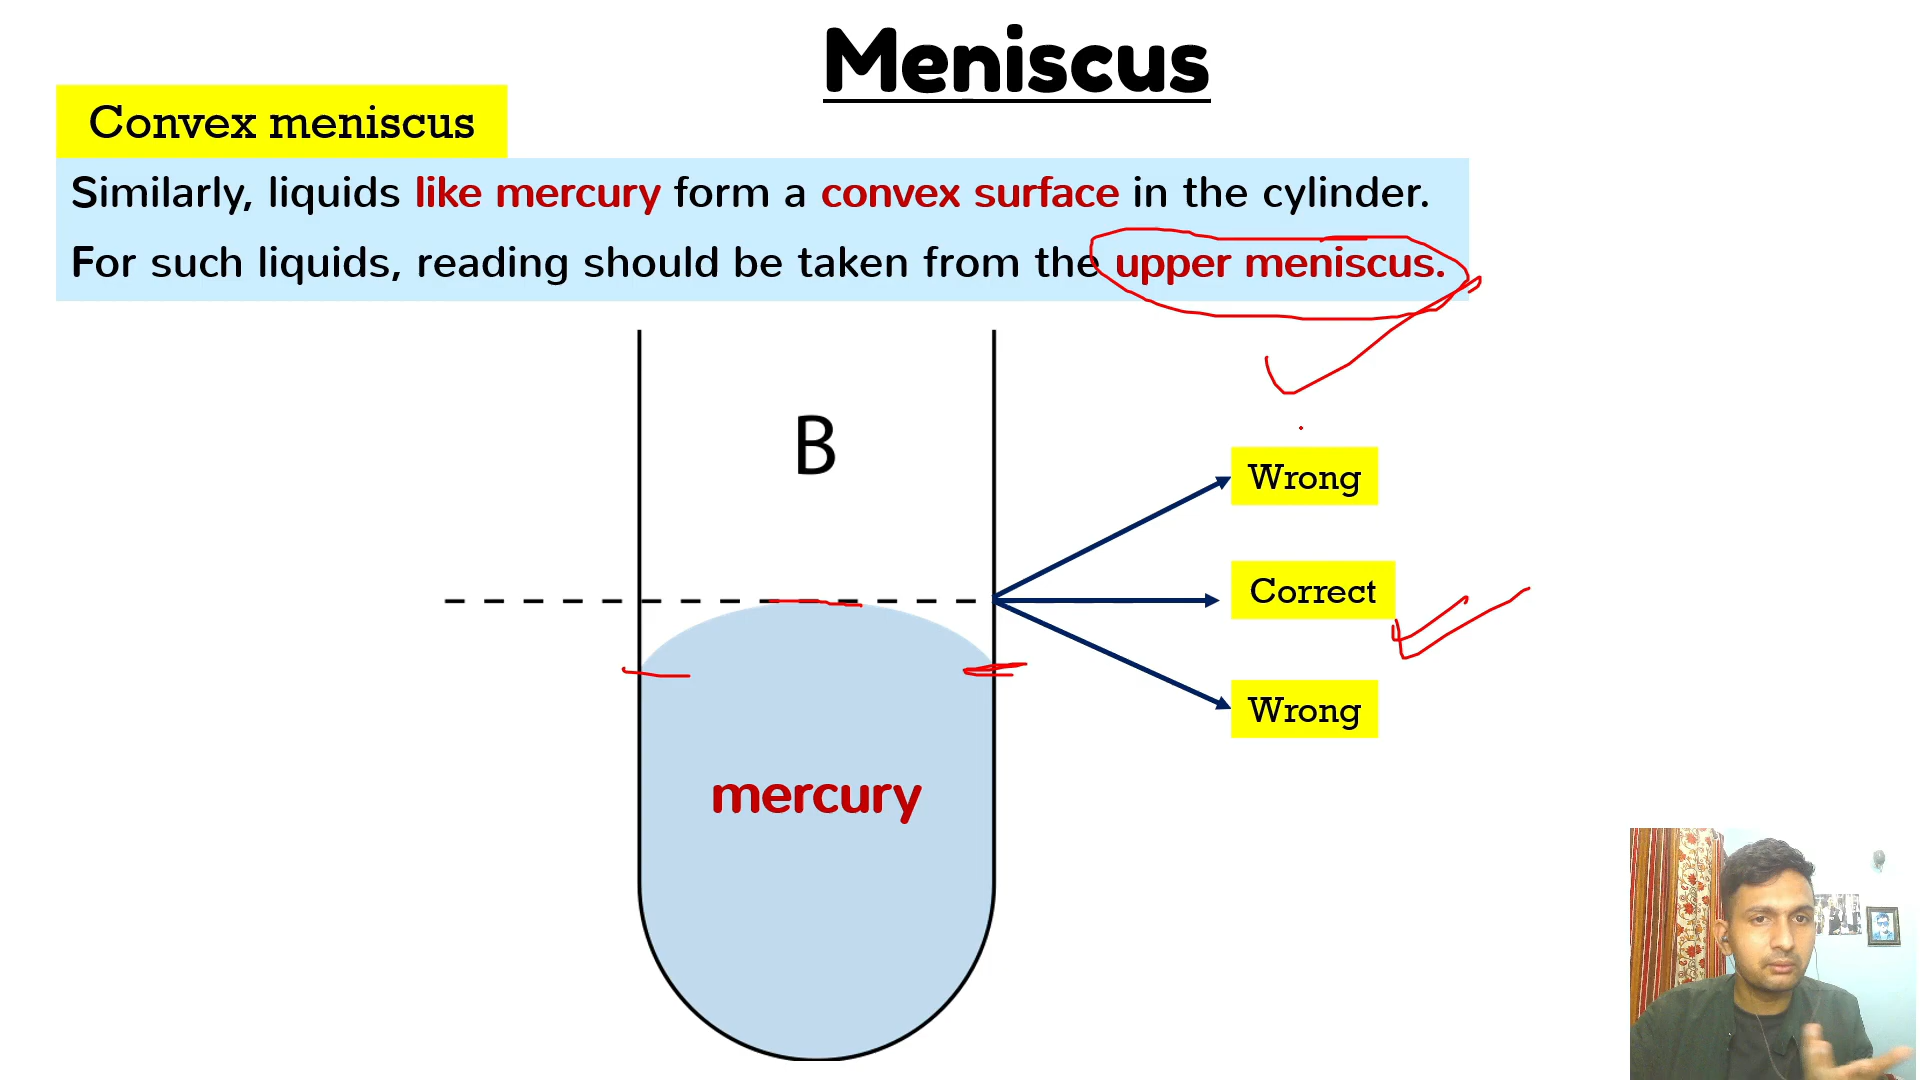 Meniscus
Convex meniscus
Similarly, liquids like mercury form a convex surface in the cylinder.
For such liquids, reading should be taken from the upper meniscus.
B
Wrong
Correct
Wrong
mercury